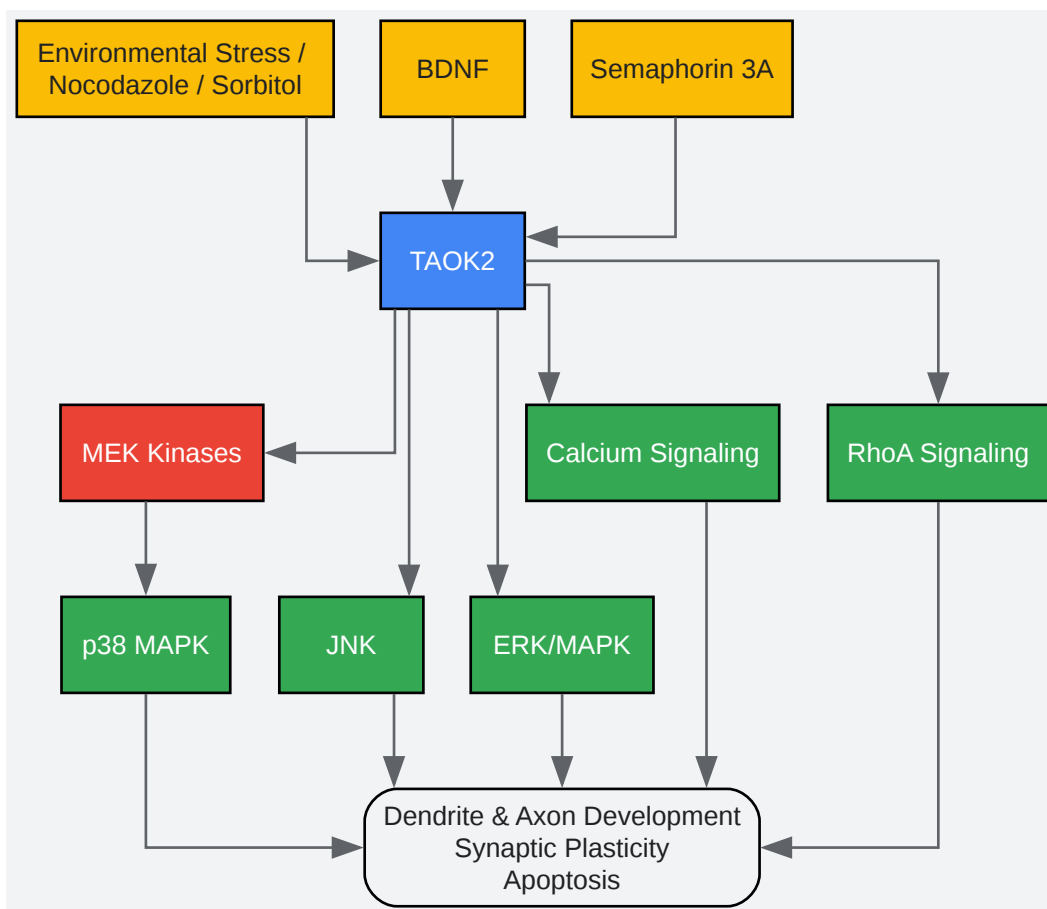 Environmental Stress /
Nocodazole / Sorbitol
BDNF
Semaphorin 3A
TAOK2
MEK Kinases
Calcium Signaling
RhoA Signaling
p38 MAPK
JNK
ERK/MAPK
Dendrite & Axon Development
Synaptic Plasticity
Apoptosis